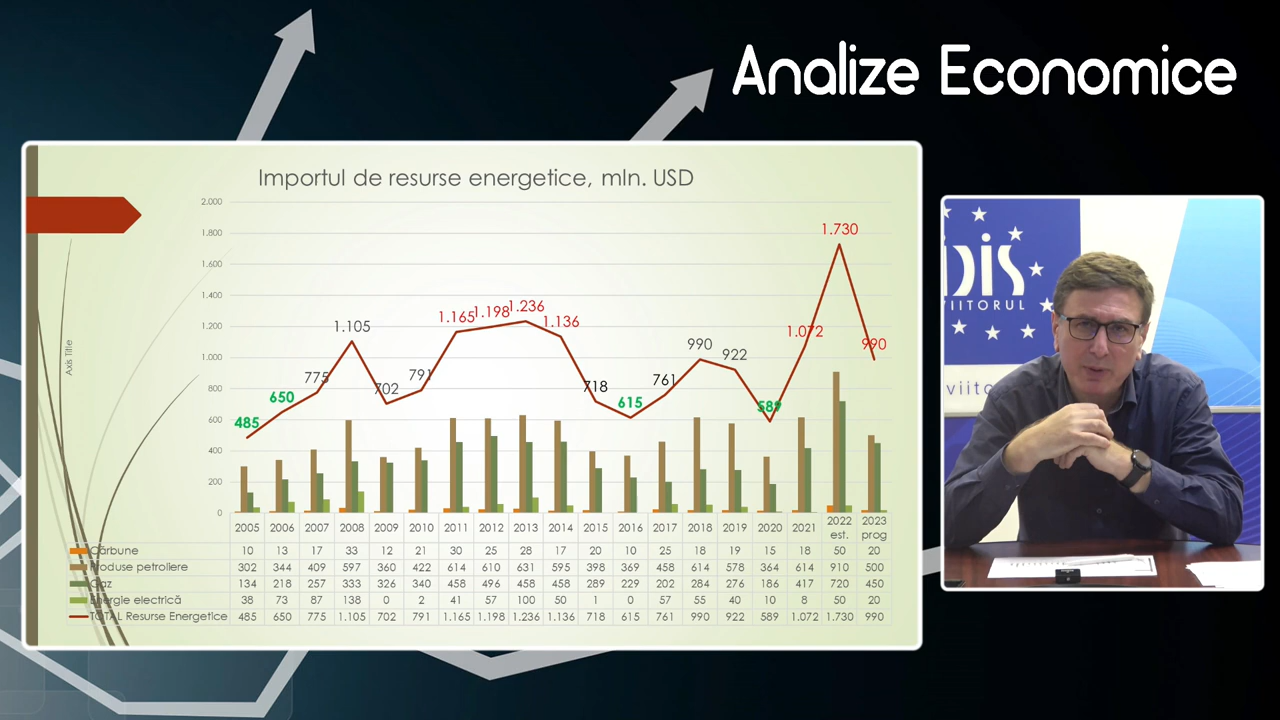 Analize Economice
Importul de resurse energetice, mln. USD
2.000
1.800
1.600
1.400
1.200
1.000
800
600
400
200
0
Axis Title
485
650
775
1.105
702
791
1.165
1.198
1.236
1.136
718
615
761
990
922
589
1.072
1.730
990
2005 2006 2007 2008 2009 2010 2011 2012 2013 2014 2015 2016 2017 2018 2019 2020 2021 2022 est. 2023 prog
Cărbune 10 13 17 33 12 21 30 25 28 17 20 10 25 18 19 15 18 50 20
Produse petroliere 302 344 409 597 360 422 614 610 631 595 398 369 458 614 578 364 614 910 500
Gaz 134 218 257 333 326 340 458 496 458 458 289 229 202 284 276 186 417 720 450
Energie electrică 38 73 87 138 0 2 41 57 100 50 1 0 57 55 40 10 8 50 20
TOTAL Resurse Energetice 485 650 775 1.105 702 791 1.165 1.198 1.236 1.136 718 615 761 990 922 589 1.072 1.730 990
IDIS
VIITORUL
viito